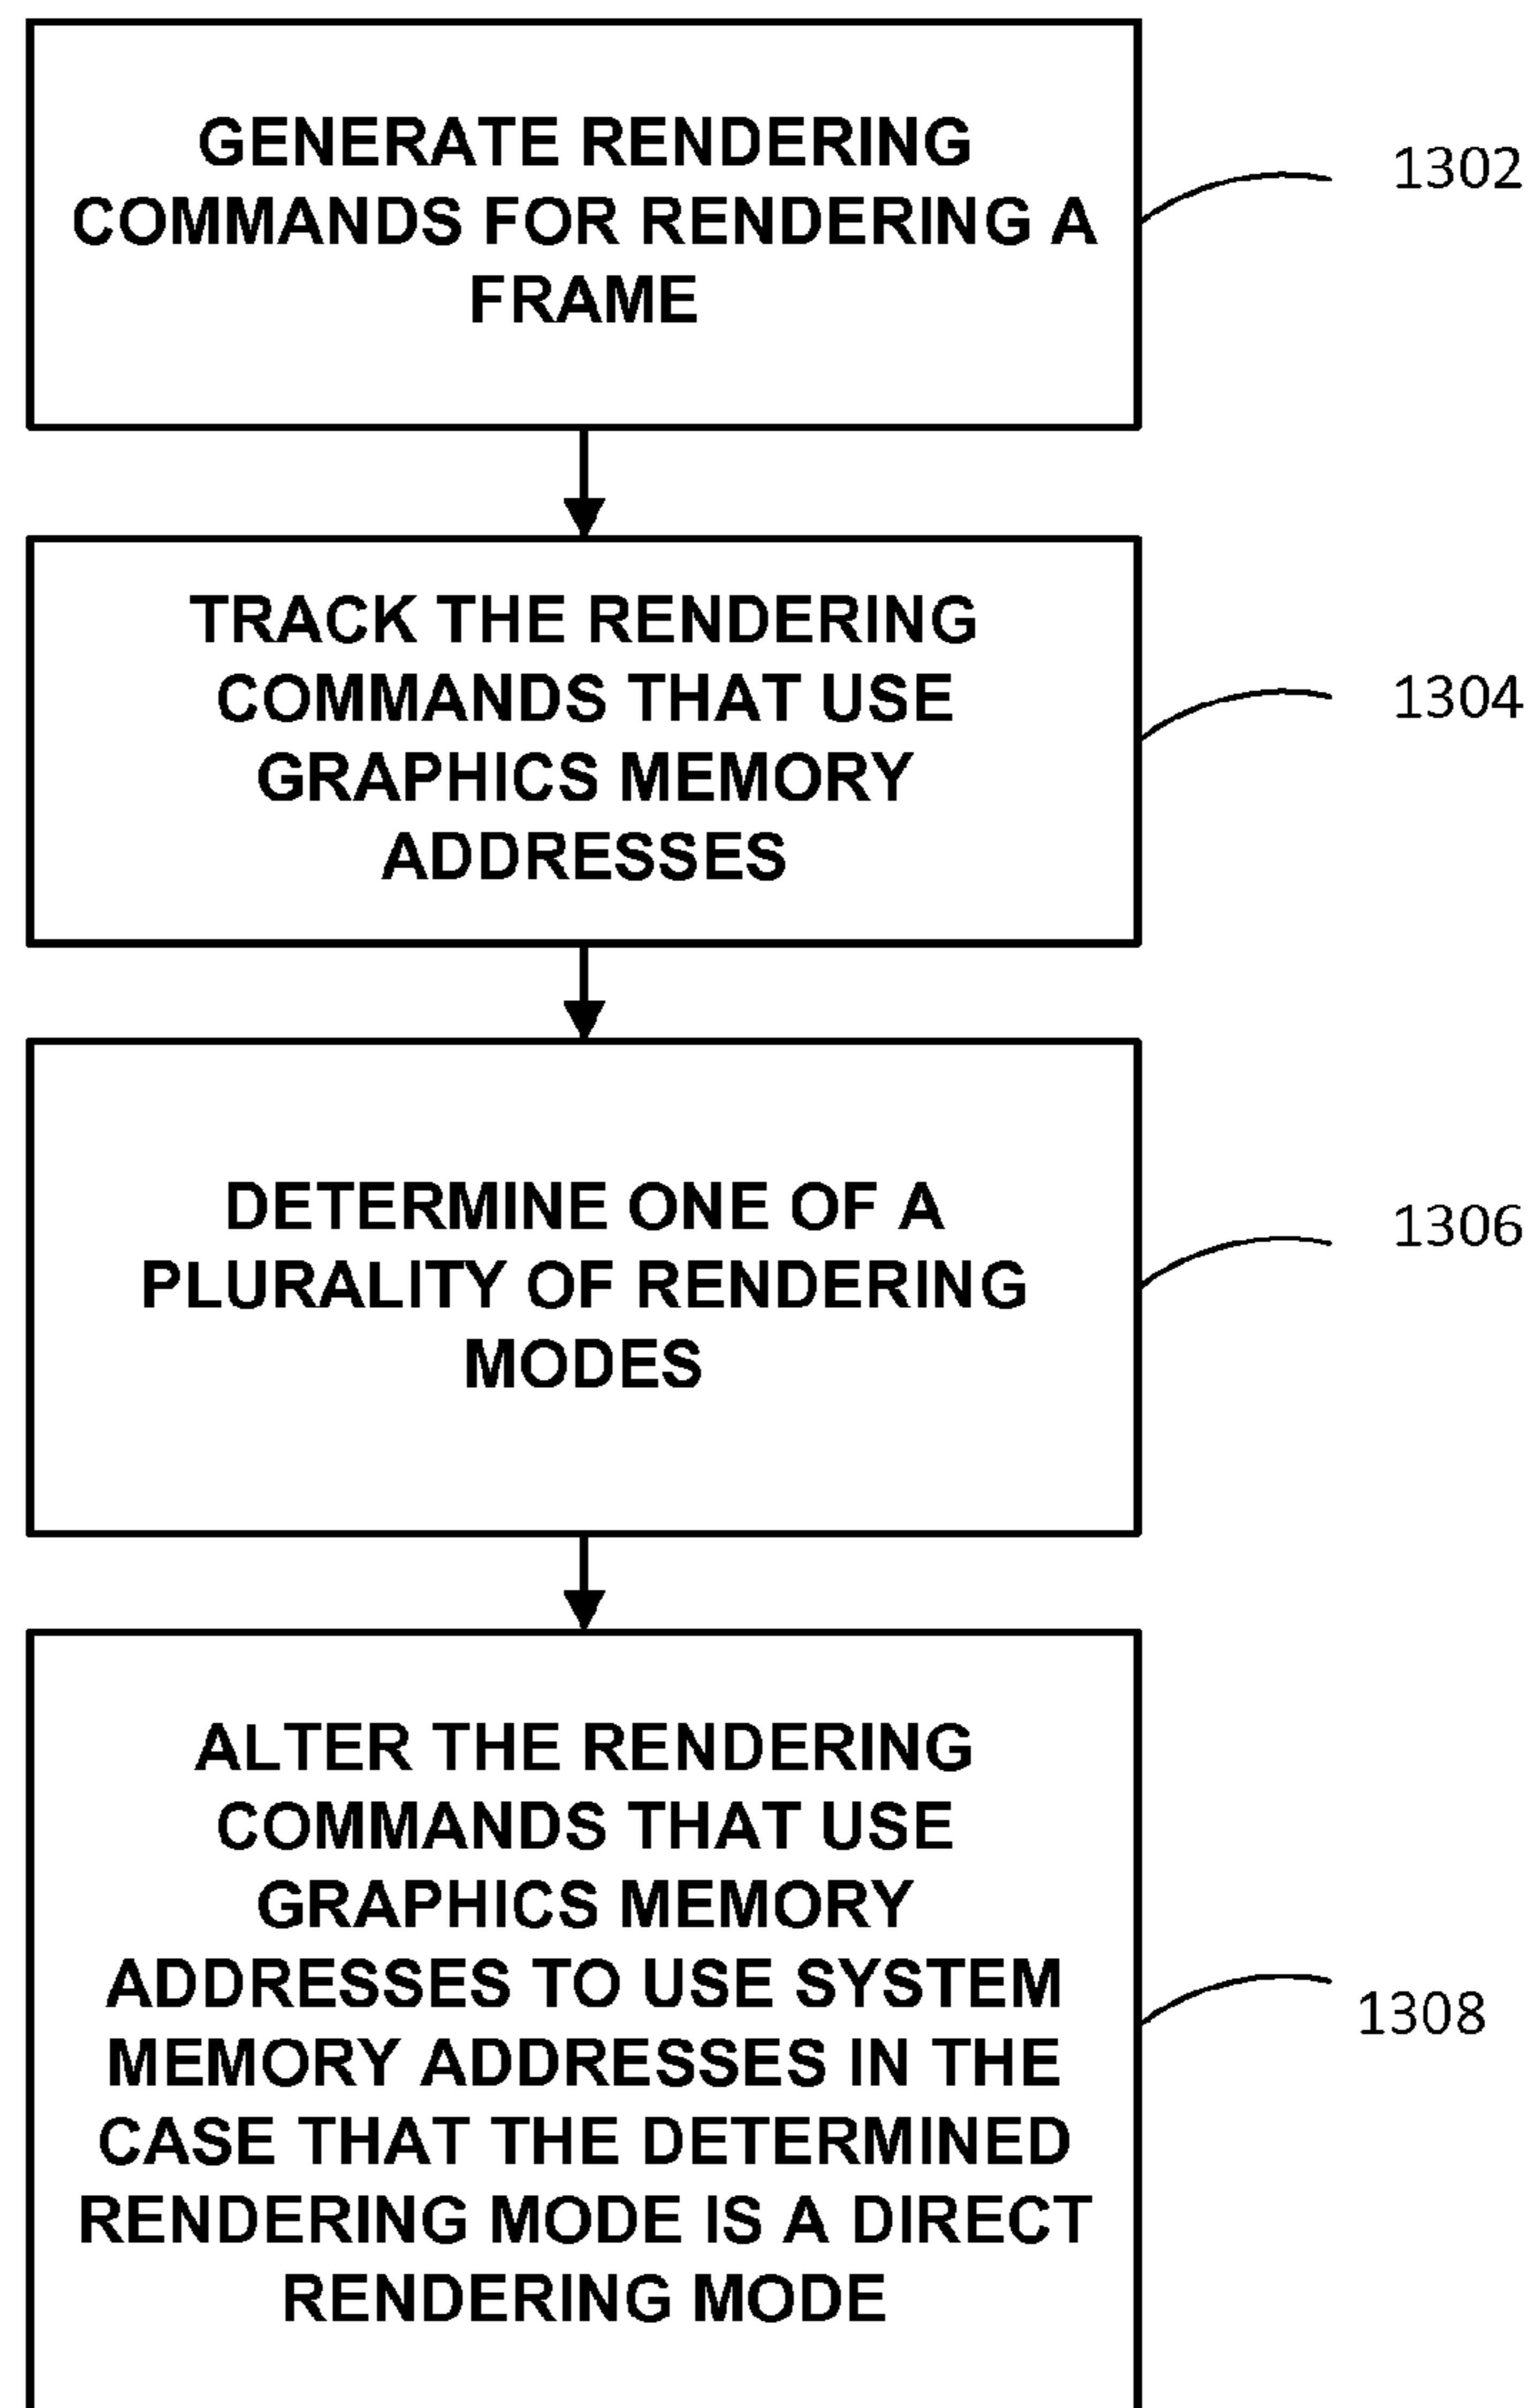 GENERATE RENDERING
COMMANDS FOR RENDERING A
FRAME
1302
TRACK THE RENDERING
COMMANDS THAT USE
GRAPHICS MEMORY
ADDRESSES
1304
DETERMINE ONE OF A
PLURALITY OF RENDERING
MODES
1306
ALTER THE RENDERING
COMMANDS THAT USE
GRAPHICS MEMORY
ADDRESSES TO USE SYSTEM
MEMORY ADDRESSES IN THE
CASE THAT THE DETERMINED
RENDERING MODE IS A DIRECT
RENDERING MODE
1308